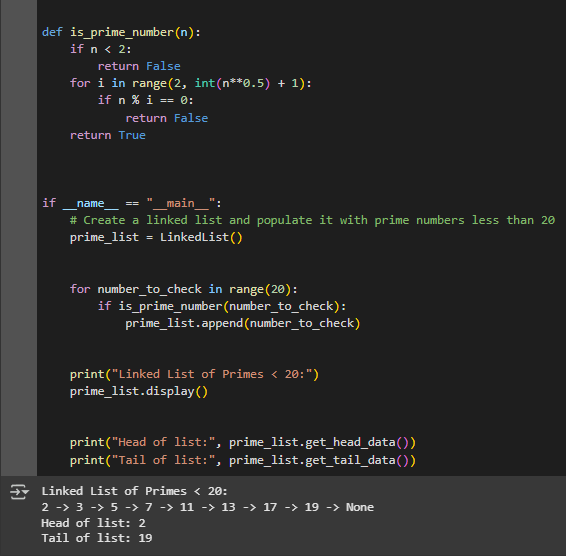 def is_prime_number(n):
    if n < 2:
        return False
    for i in range(2, int(n**0.5) + 1):
        if n % i == 0:
            return False
    return True
if __name__ == "__main__":
    # Create a linked list and populate it with prime numbers less than 20
    prime_list = LinkedList()
    for number_to_check in range(20):
        if is_prime_number(number_to_check):
            prime_list.append(number_to_check)
    print("Linked List of Primes < 20:")
    prime_list.display()
    print("Head of list:", prime_list.get_head_data())
    print("Tail of list:", prime_list.get_tail_data())
Linked List of Primes < 20:
2 -> 3 -> 5 -> 7 -> 11 -> 13 -> 17 -> 19 -> None
Head of list: 2
Tail of list: 19